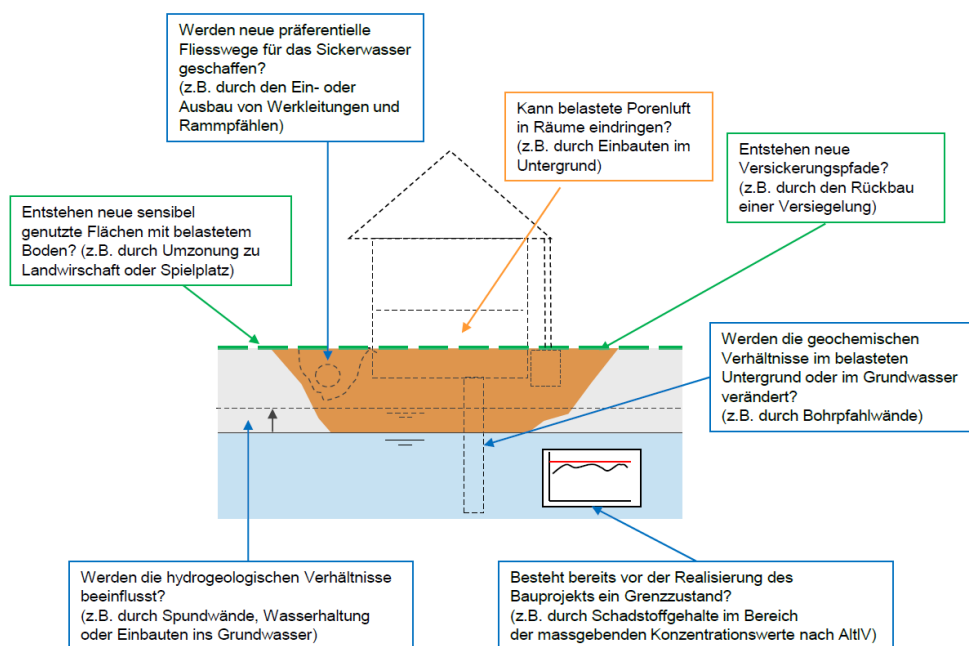 Werden neue präferentielle
Fliesswege für das Sickerwasser
geschaffen?
(z.B. durch den Ein- oder
Ausbau von Werkleitungen und
Rammpfählen)
Kann belastete Porenluft
in Räume eindringen?
(z.B. durch Einbauten im
Untergrund)
Entstehen neue
Versickerungspfade?
(z.B. durch den Rückbau
einer Versiegelung)
Entstehen neue sensibel
genutzte Flächen mit belastetem
Boden? (z.B. durch Umzonung zu
Landwirtschaft oder Spielplatz)
Werden die geochemischen
Verhältnisse im belasteten
Untergrund oder im Grundwasser
verändert?
(z.B. durch Bohrpfahlwände)
Werden die hydrogeologischen Verhältnisse
beeinflusst?
(z.B. durch Spundwände, Wasserhaltung
oder Einbauten ins Grundwasser)
Besteht bereits vor der Realisierung des
Bauprojekts ein Grenzzustand?
(z.B. durch Schadstoffgehalte im Bereich
der massgebenden Konzentrationswerte nach AltlV)